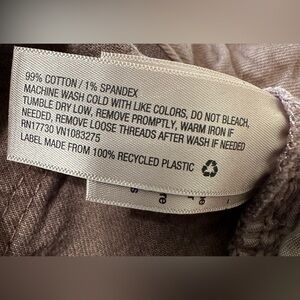 99% COTTON / 1% SPANDEX
MACHINE WASH COLD WITH LIKE COLORS, DO NOT BLEACH,
TUMBLE DRY LOW, REMOVE PROMPTLY, WARM IRON IF
NEEDED, REMOVE LOOSE THREADS AFTER WASH IF NEEDED
RN17730 VN1083275
LABEL MADE FROM 100% RECYCLED PLASTIC